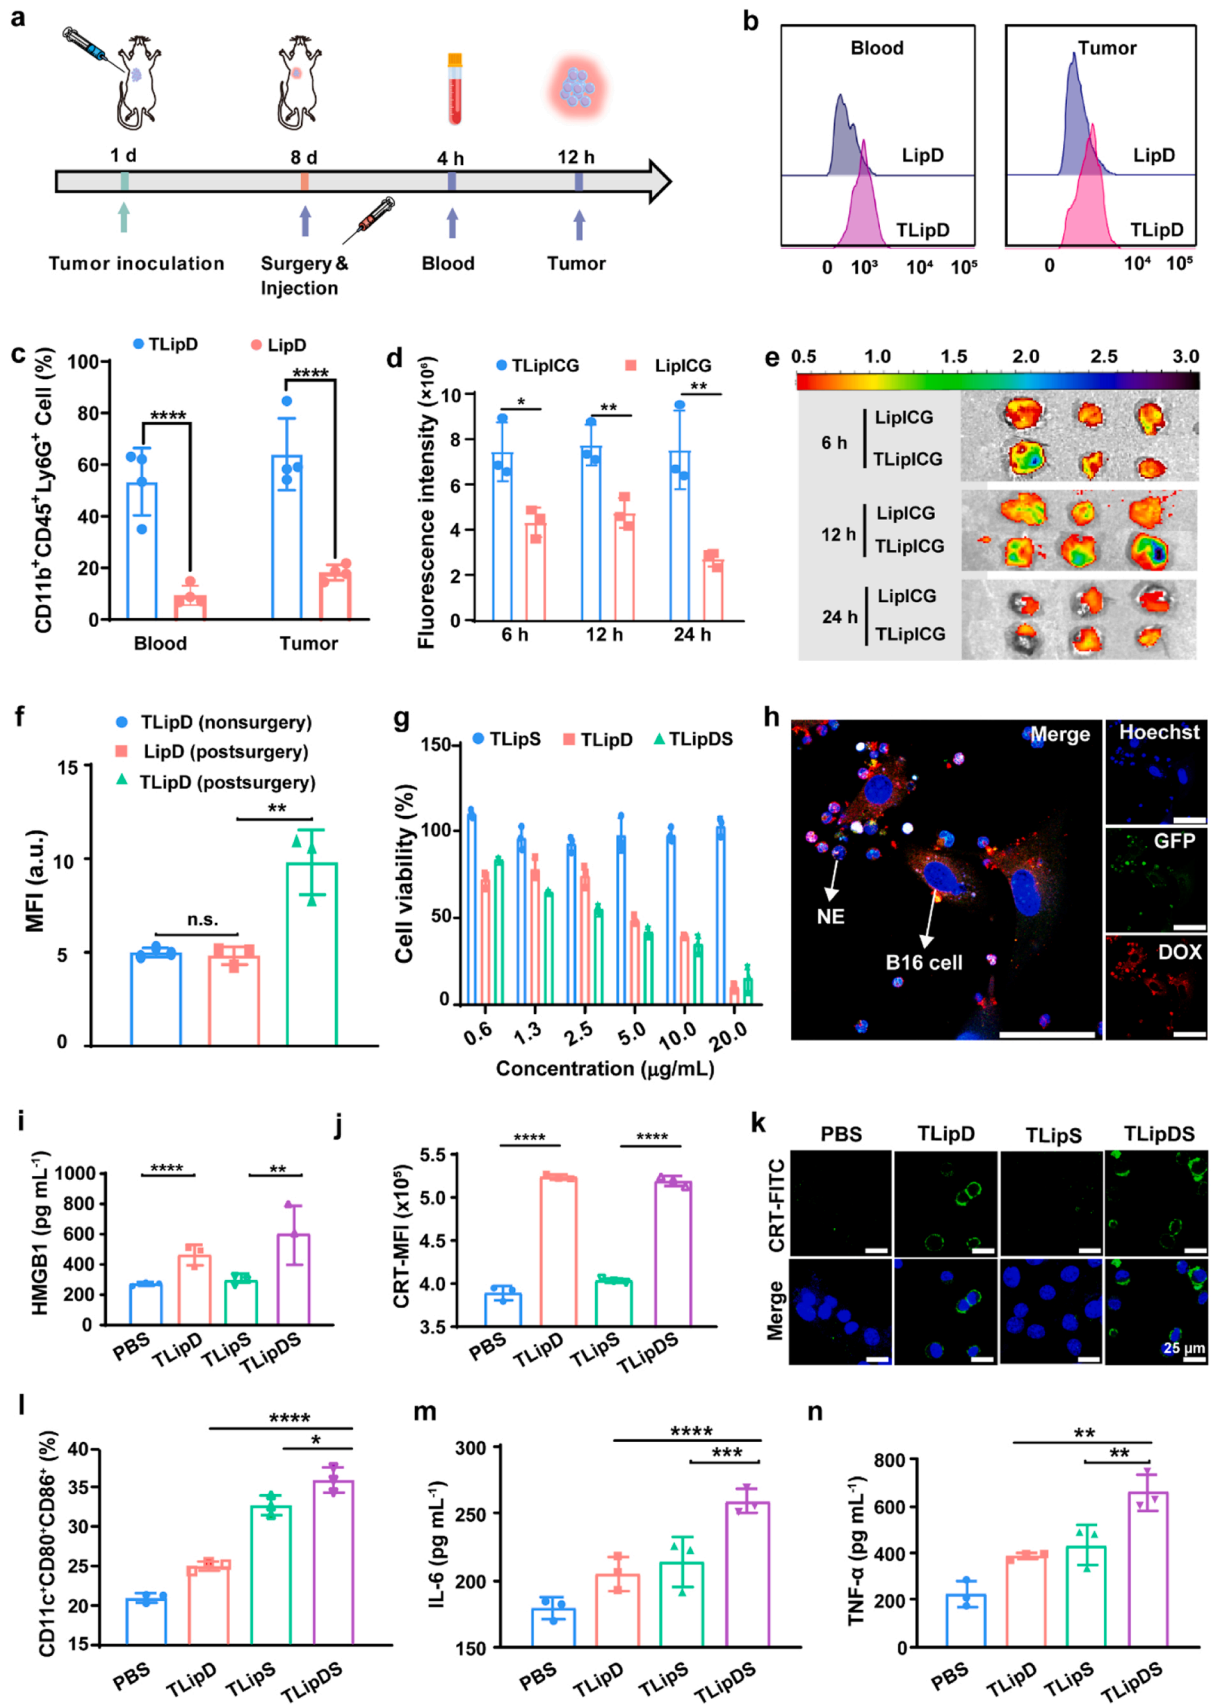 a
1 d
8 d
4 h
12 h
Tumor inoculation
Surgery &
Injection
Blood
Tumor
b
Blood
LipD
TLipD
0 10³ 10⁴ 10⁵
Tumor
LipD
TLipD
0 10⁴ 10⁵
c
TLipD
LipD
CD11b⁺CD45⁺Ly6G⁺ Cell (%)
100
80
60
40
20
0
****
****
Blood
Tumor
d
TLipICG
LipICG
Fluorescence intensity (×10⁶)
10
8
6
4
2
0
*
**
**
6 h
12 h
24 h
e
0.5 1.0 1.5 2.0 2.5 3.0
6 h
LipICG
TLipICG
12 h
LipICG
TLipICG
24 h
LipICG
TLipICG
f
TLipD (nonsurgery)
LipD (postsurgery)
TLipD (postsurgery)
MFI (a.u.)
15
10
5
0
n.s.
**
g
TLipS
TLipD
TLipDS
Cell viability (%)
150
100
50
0
0.6 1.3 2.5 5.0 10.0 20.0
Concentration (μg/mL)
h
Merge
NE
B16 cell
Hoechst
GFP
DOX
i
HMGB1 (pg mL⁻¹)
1000
800
600
400
200
0
****
**
PBS
TLipD
TLipS
TLipDS
j
CRT-MFI (x10⁵)
5.5
5.0
4.5
4.0
3.5
****
****
PBS
TLipD
TLipS
TLipDS
k
PBS
TLipD
TLipS
TLipDS
CRT-FITC
Merge
25 μm
l
CD11c⁺CD80⁺CD86⁺ (%)
40
35
30
25
20
15
****
*
PBS
TLipD
TLipS
TLipDS
m
IL-6 (pg mL⁻¹)
300
250
200
150
****
***
PBS
TLipD
TLipS
TLipDS
n
TNF-α (pg mL⁻¹)
800
600
400
200
0
**
**
PBS
TLipD
TLipS
TLipDS